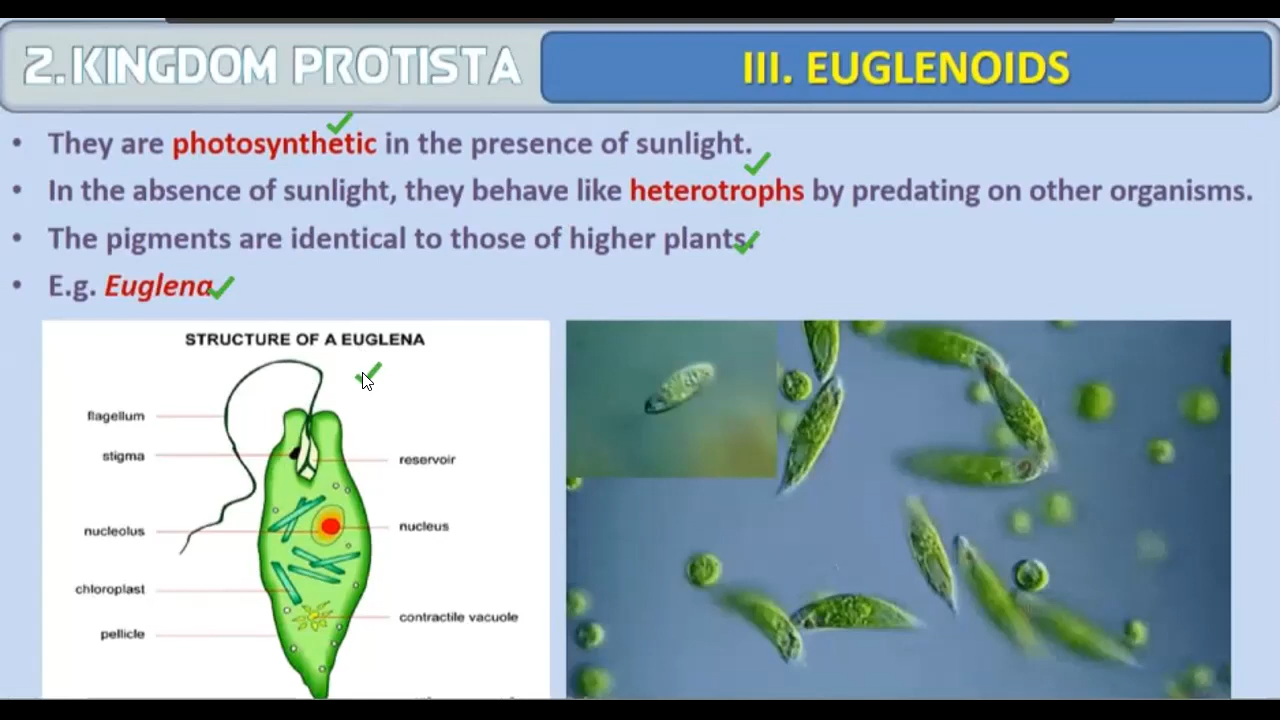 2. KINGDOM PROTISTA
III. EUGLENOIDS
• They are photosynthetic in the presence of sunlight.
• In the absence of sunlight, they behave like heterotrophs by predating on other organisms.
• The pigments are identical to those of higher plants.
• E.g. Euglena
STRUCTURE OF A EUGLENA
flagellum
stigma
reservoir
nucleolus
nucleus
chloroplast
contractile vacuole
pellicle